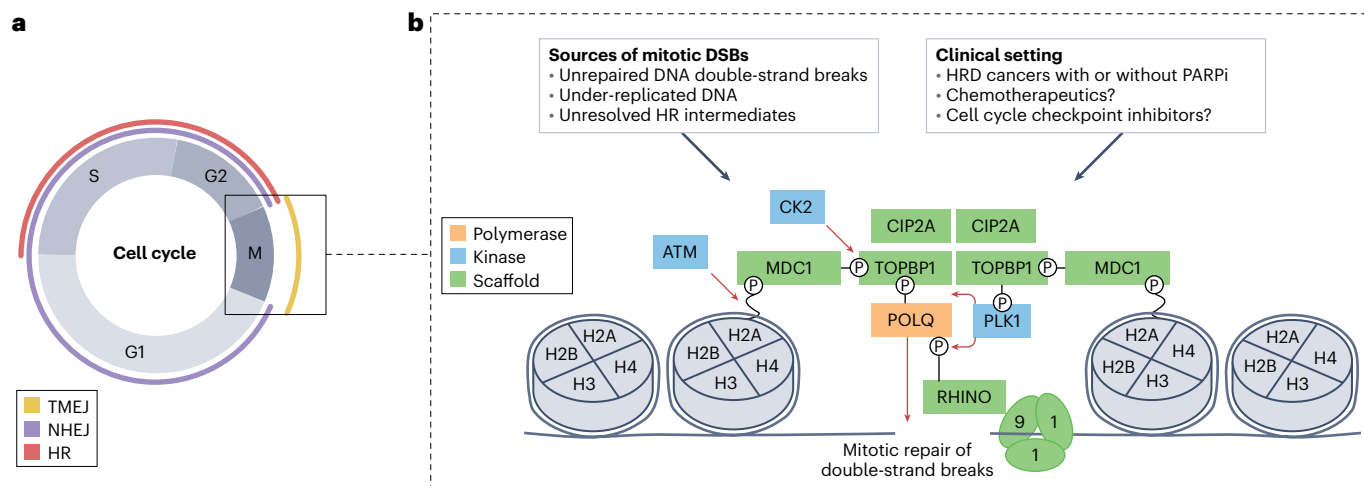 a
S
G2
Cell cycle
M
G1
TMEJ
NHEJ
HR
b
Sources of mitotic DSBs
• Unrepaired DNA double-strand breaks
• Under-replicated DNA
• Unresolved HR intermediates
Clinical setting
• HRD cancers with or without PARPi
• Chemotherapeutics?
• Cell cycle checkpoint inhibitors?
Polymerase
Kinase
Scaffold
CK2
ATM
CIP2A
CIP2A
MDC1
P
TOPBP1
TOPBP1
P
MDC1
P
P
P
P
POLQ
PLK1
P
RHINO
H2A
H2B
H4
H3
H2A
H2B
H4
H3
H2A
H2B
H4
H3
H2A
H2B
H4
H3
9
1
1
Mitotic repair of
double-strand breaks